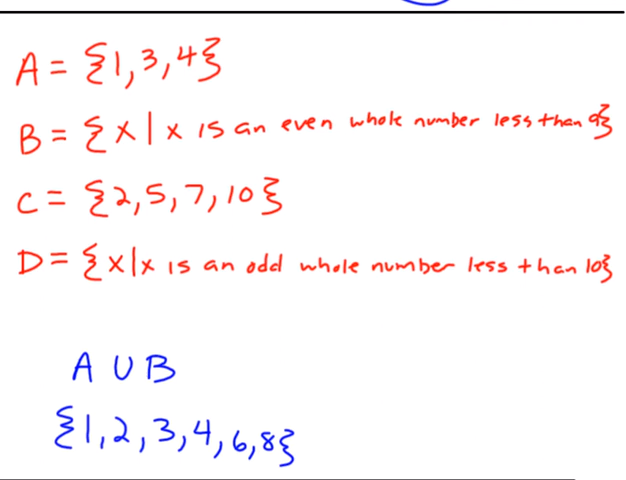 A = {1, 3, 4}
B = {x | x is an even whole number less than 9}
C = {2, 5, 7, 10}
D = {x | x is an odd whole number less than 10}
A ∪ B
{1, 2, 3, 4, 6, 8}